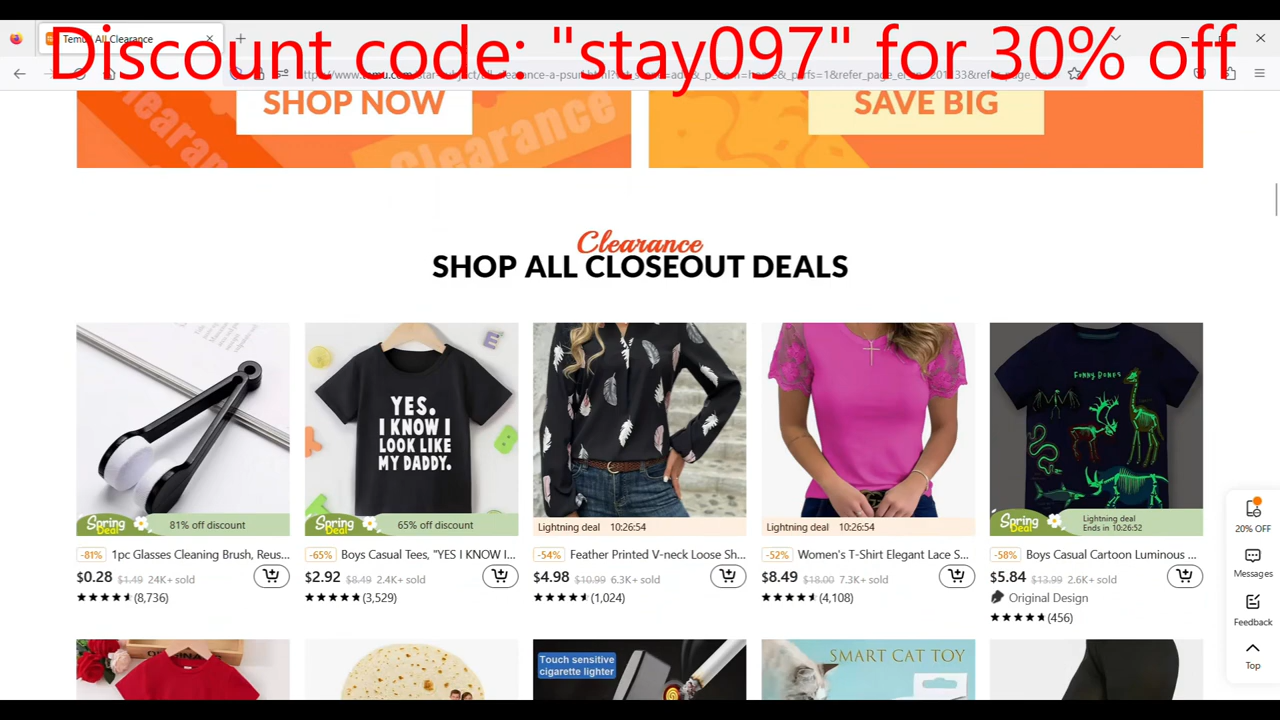 Discount code: "stay097" for 30% off
Temu | All Clearance
SHOP NOW
SAVE BIG
Clearance
Clearance
Clearance
SHOP ALL CLOSEOUT DEALS
YES.
I KNOW I
LOOK LIKE
MY DADDY.
FUNNY BONES
Spring Deal 81% off discount
Spring Deal 65% off discount
Lightning deal 10:26:54
Lightning deal 10:26:54
Spring Deal Lightning deal
Ends in 10:26:52
-81% 1pc Glasses Cleaning Brush, Reus...
$0.28 $1.49 24K+ sold
(8,736)
-65% Boys Casual Tees, "YES I KNOW I...
$2.92 $8.49 2.4K+ sold
(3,529)
-54% Feather Printed V-neck Loose Sh...
$4.98 $10.99 6.3K+ sold
(1,024)
-52% Women's T-Shirt Elegant Lace S...
$8.49 $18.00 7.3K+ sold
(4,108)
-58% Boys Casual Cartoon Luminous ...
$5.84 $13.99 2.6K+ sold
Original Design
(456)
20% OFF
Messages
Feedback
Top
Touch sensitive
cigarette lighter
SMART CAT TOY